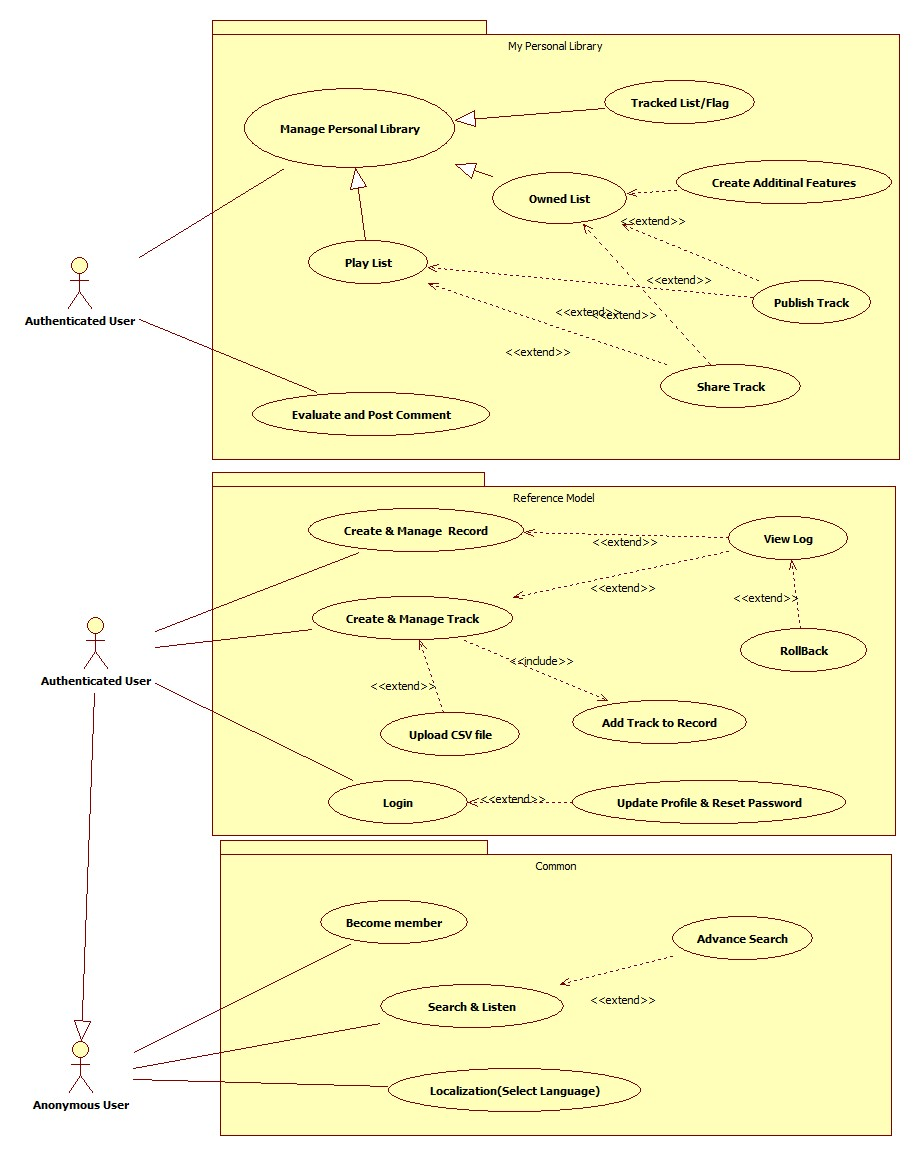 My Personal Library
Tracked List/Flag
Manage Personal Library
Create Additinal Features
Owned List
<<extend>>
Play List
<<extend>>
Publish Track
<<extend>>
<<extend>>
Authenticated User
<<extend>>
Share Track
Evaluate and Post Comment
Reference Model
Create & Manage Record
View Log
<<extend>>
<<extend>>
<<extend>>
Create & Manage Track
RollBack
<<include>>
Authenticated User
<<extend>>
Add Track to Record
Upload CSV file
Login
<<extend>>
Update Profile & Reset Password
Common
Become member
Advance Search
Search & Listen
<<extend>>
Localization(Select Language)
Anonymous User